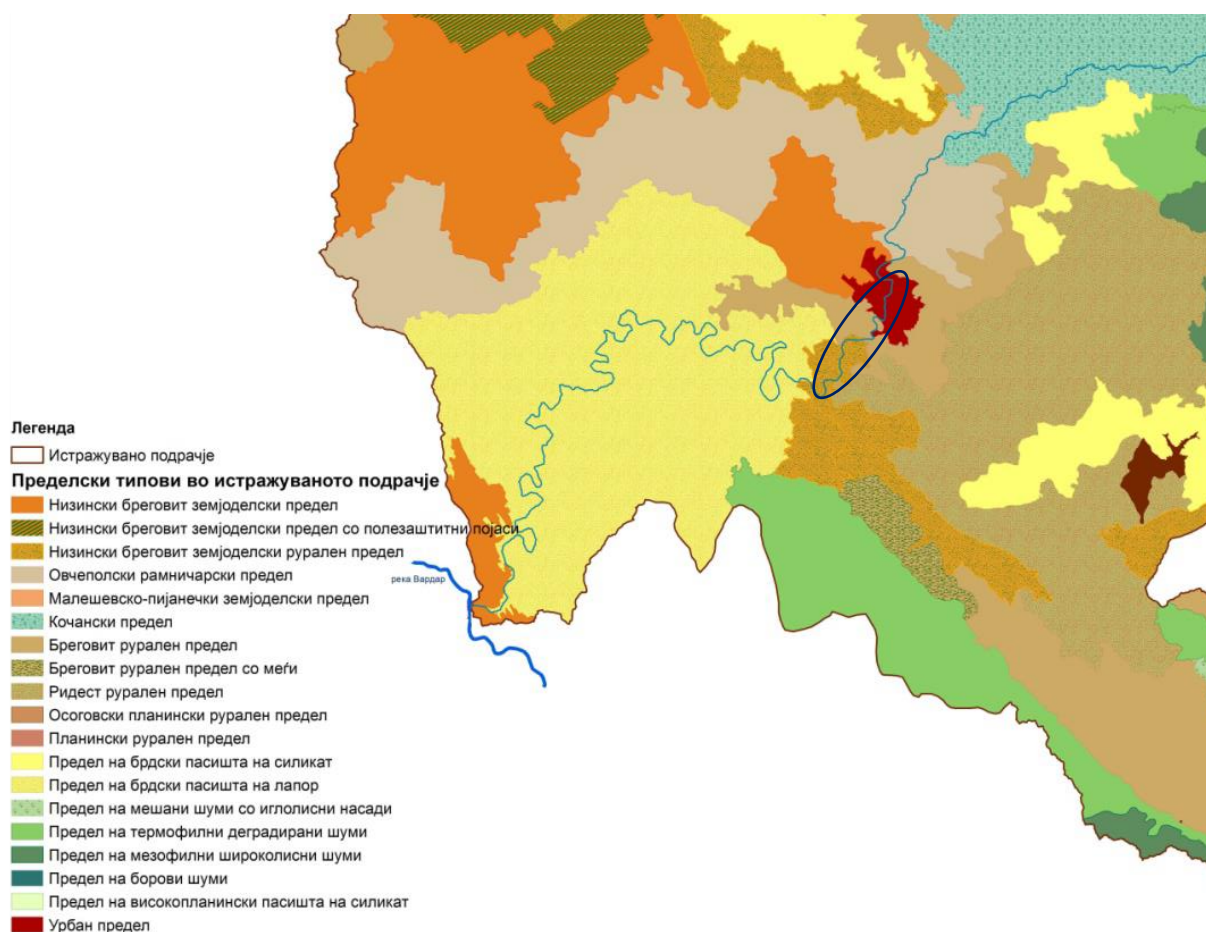 Легенда
Истражувано подрачје
Пределски типови во истражуваното подрачје
Низински бреговит земјоделски предел
Низински бреговит земјоделски предел со полезаштитни појаси
Низински бреговит земјоделски рурален предел
Овчеполски рамничарски предел
река Вардар
Малешевско-пијанечки земјоделски предел
Кочански предел
Бреговит рурален предел
Бреговит рурален предел со меѓи
Ридест рурален предел
Осоговски планински рурален предел
Планински рурален предел
Предел на брдски пасишта на силикат
Предел на брдски пасишта на лапор
Предел на мешани шуми со иглолисни насади
Предел на термофилни деградирани шуми
Предел на мезофилни широколисни шуми
Предел на борови шуми
Предел на високопланински пасишта на силикат
Урбан предел